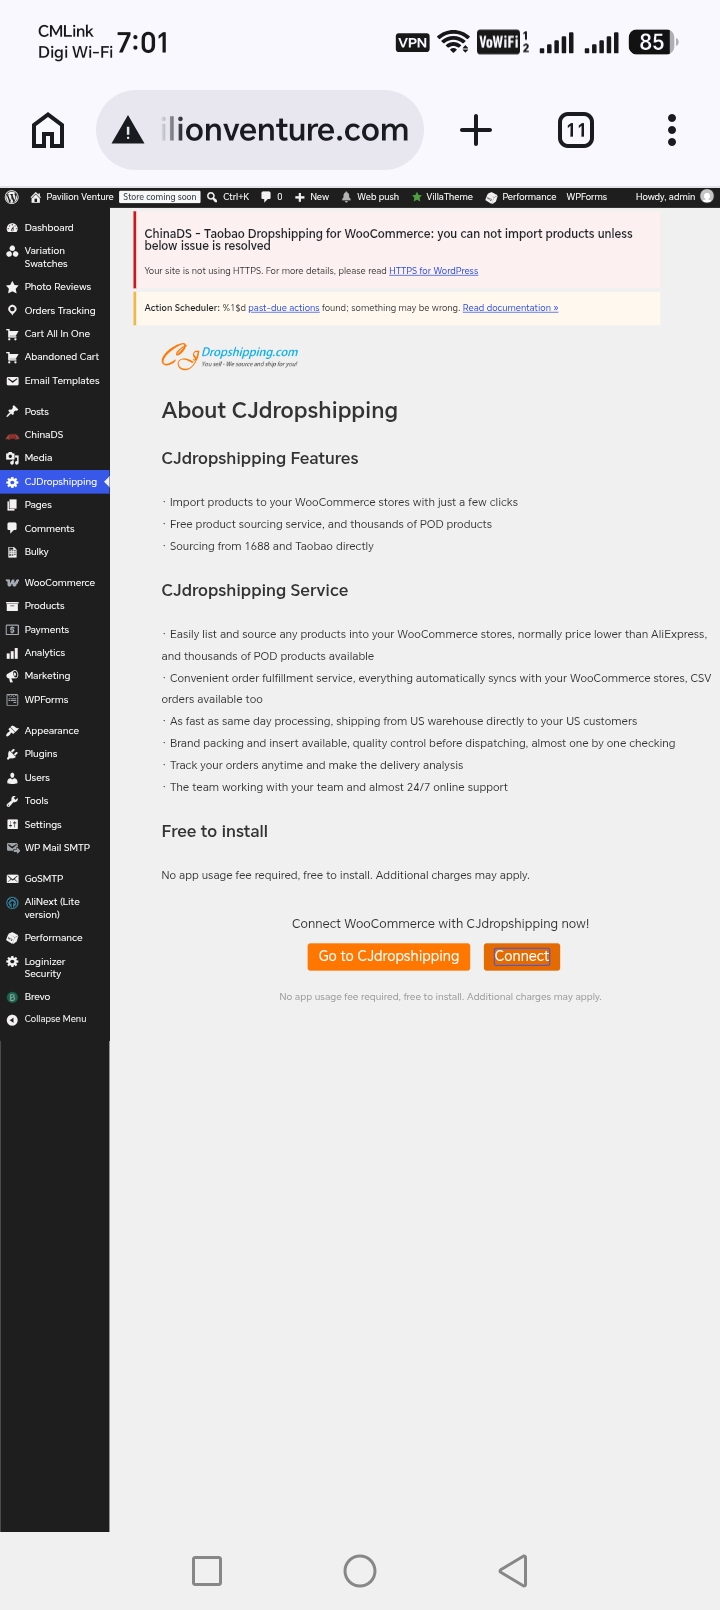 CMLink
Digi Wi-Fi
7:01
VPN
VoWiFi 1 2
85
ilionventure.com
11
Pavilion Venture Store coming soon Ctrl+K 0 New Web push VillaTheme Performance WPForms Howdy, admin
Dashboard
Variation
Swatches
Photo Reviews
Orders Tracking
Cart All In One
Abandoned Cart
Email Templates
Posts
ChinaDS
Media
CJDropshipping
Pages
Comments
Bulky
WooCommerce
Products
Payments
Analytics
Marketing
WPForms
Appearance
Plugins
Users
Tools
Settings
WP Mail SMTP
GoSMTP
AliNext (Lite
version)
Performance
Loginizer
Security
Brevo
Collapse Menu
ChinaDS - Taobao Dropshipping for WooCommerce: you can not import products unless
below issue is resolved
Your site is not using HTTPS. For more details, please read HTTPS for WordPress
Action Scheduler: %1$d past-due actions found; something may be wrong. Read documentation »
CJ Dropshipping.com
You sell - We source and ship for you!
About CJdropshipping
CJdropshipping Features
· Import products to your WooCommerce stores with just a few clicks
· Free product sourcing service, and thousands of POD products
· Sourcing from 1688 and Taobao directly
CJdropshipping Service
· Easily list and source any products into your WooCommerce stores, normally price lower than AliExpress,
and thousands of POD products available
· Convenient order fulfillment service, everything automatically syncs with your WooCommerce stores, CSV
orders available too
· As fast as same day processing, shipping from US warehouse directly to your US customers
· Brand packing and insert available, quality control before dispatching, almost one by one checking
· Track your orders anytime and make the delivery analysis
· The team working with your team and almost 24/7 online support
Free to install
No app usage fee required, free to install. Additional charges may apply.
Connect WooCommerce with CJdropshipping now!
Go to CJdropshipping Connect
No app usage fee required, free to install. Additional charges may apply.